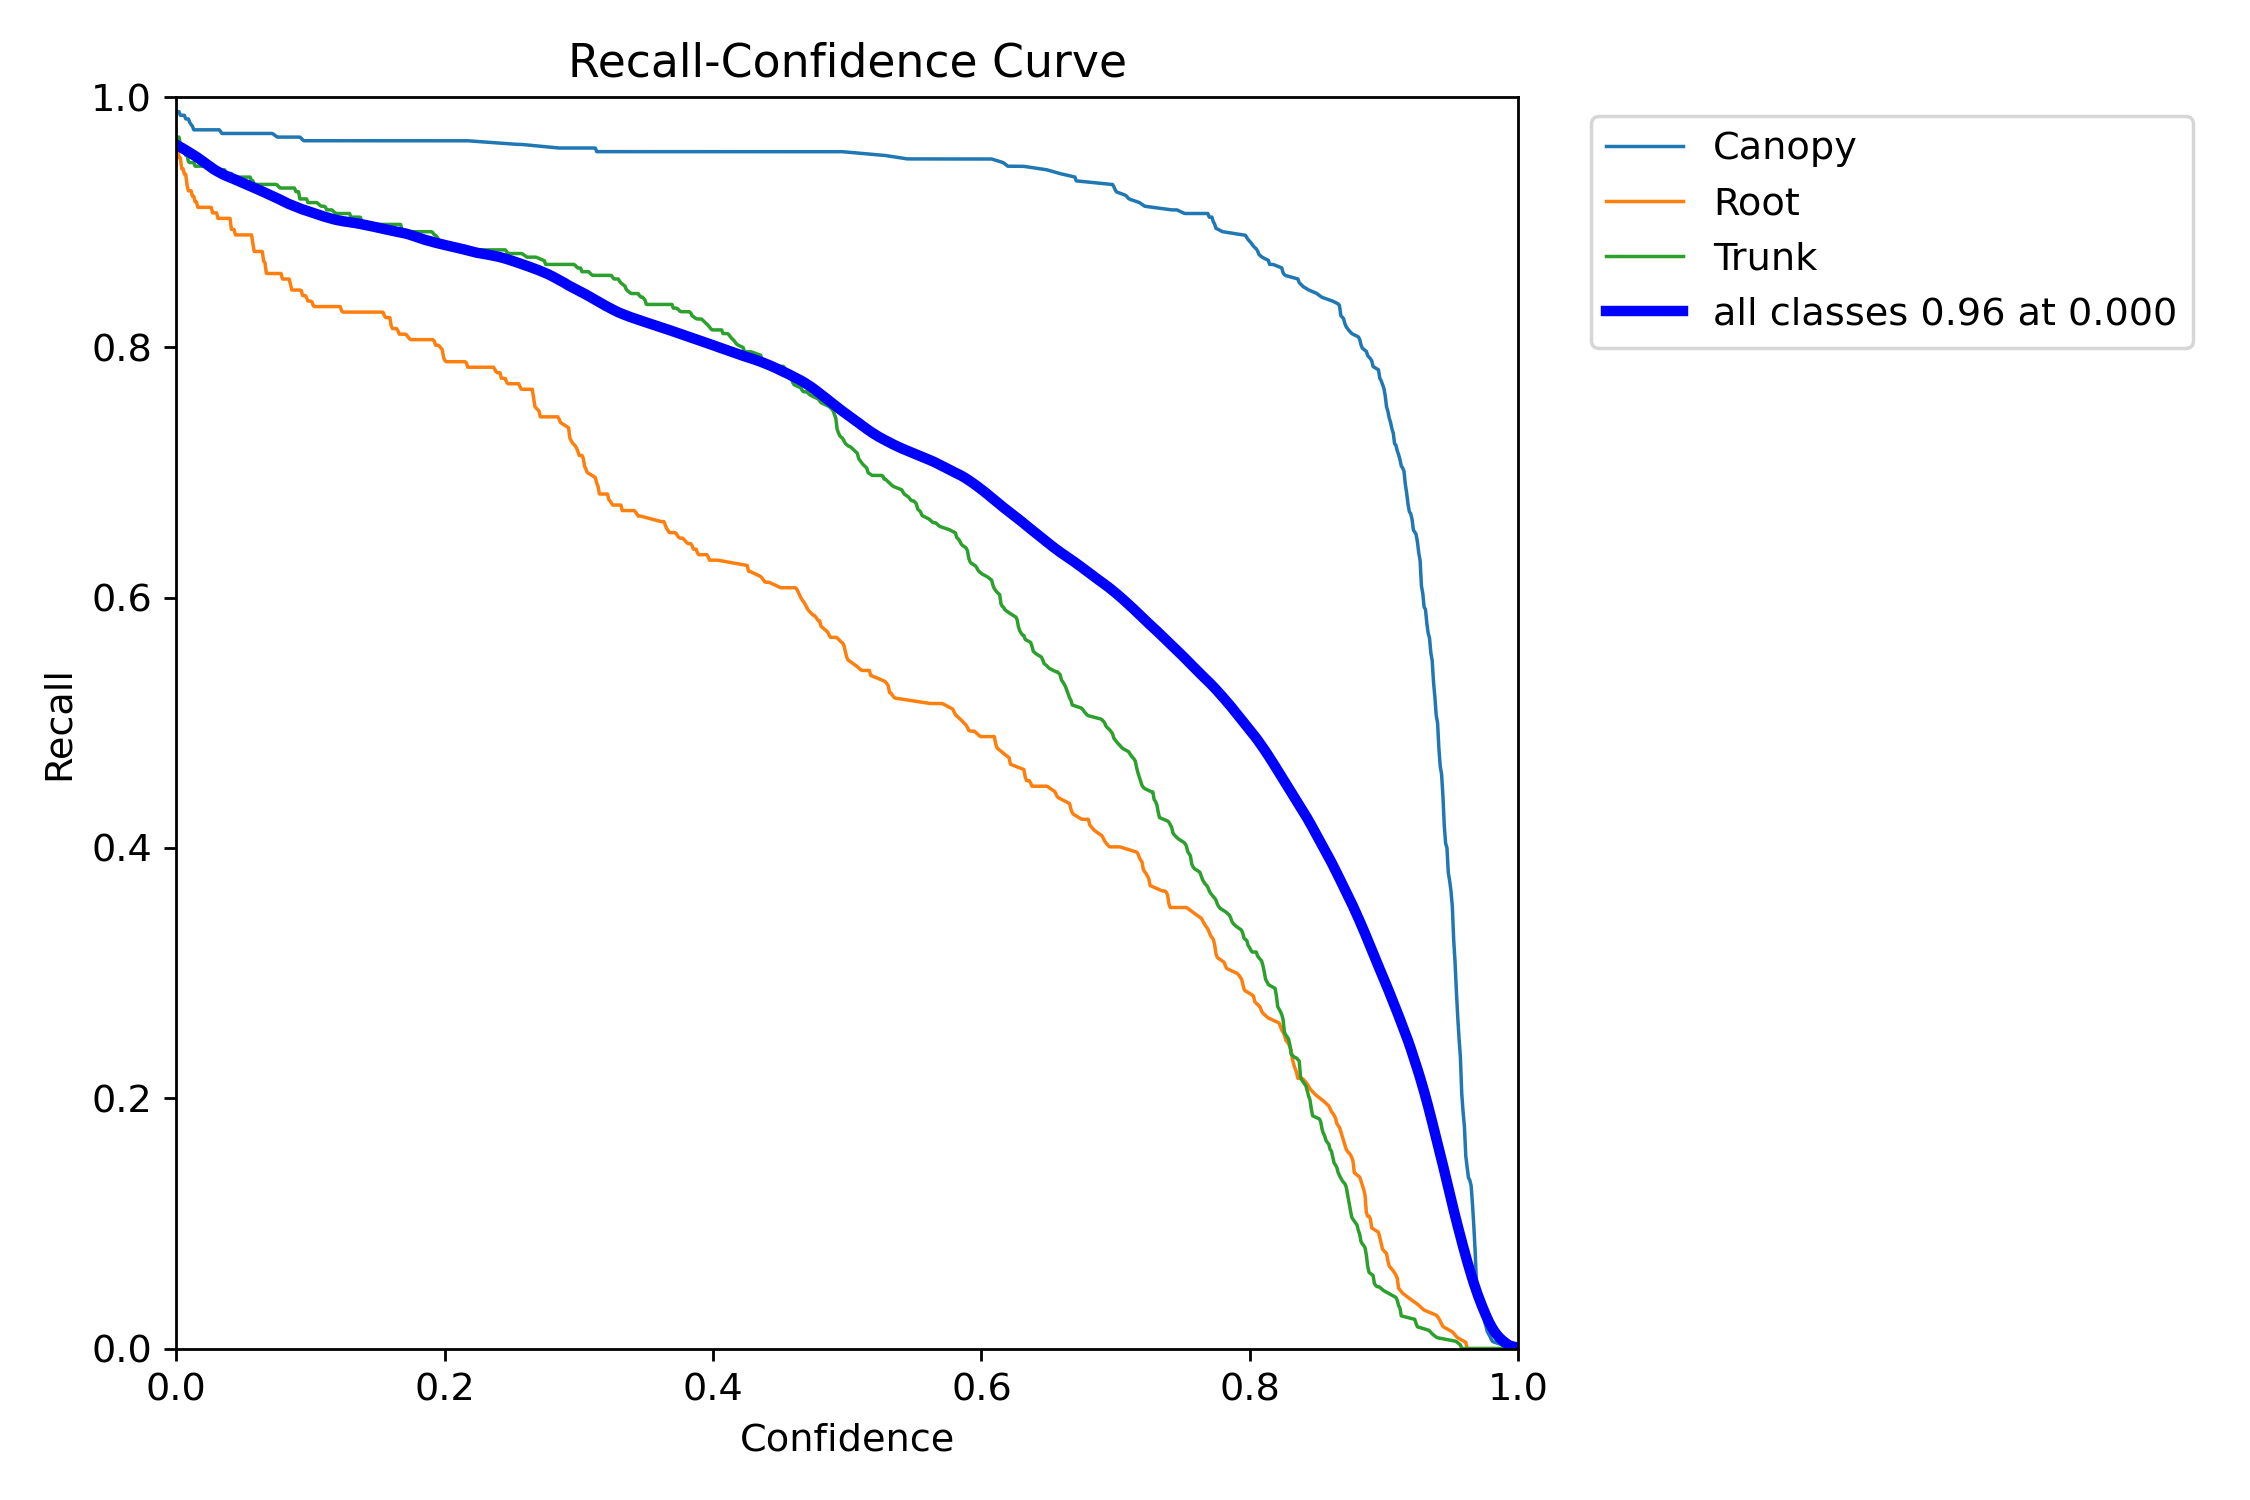 Recall-Confidence Curve
1.0
0.8
0.6
0.4
0.2
0.0
Recall
0.0 0.2 0.4 0.6 0.8 1.0
Confidence
Canopy
Root
Trunk
all classes 0.96 at 0.000